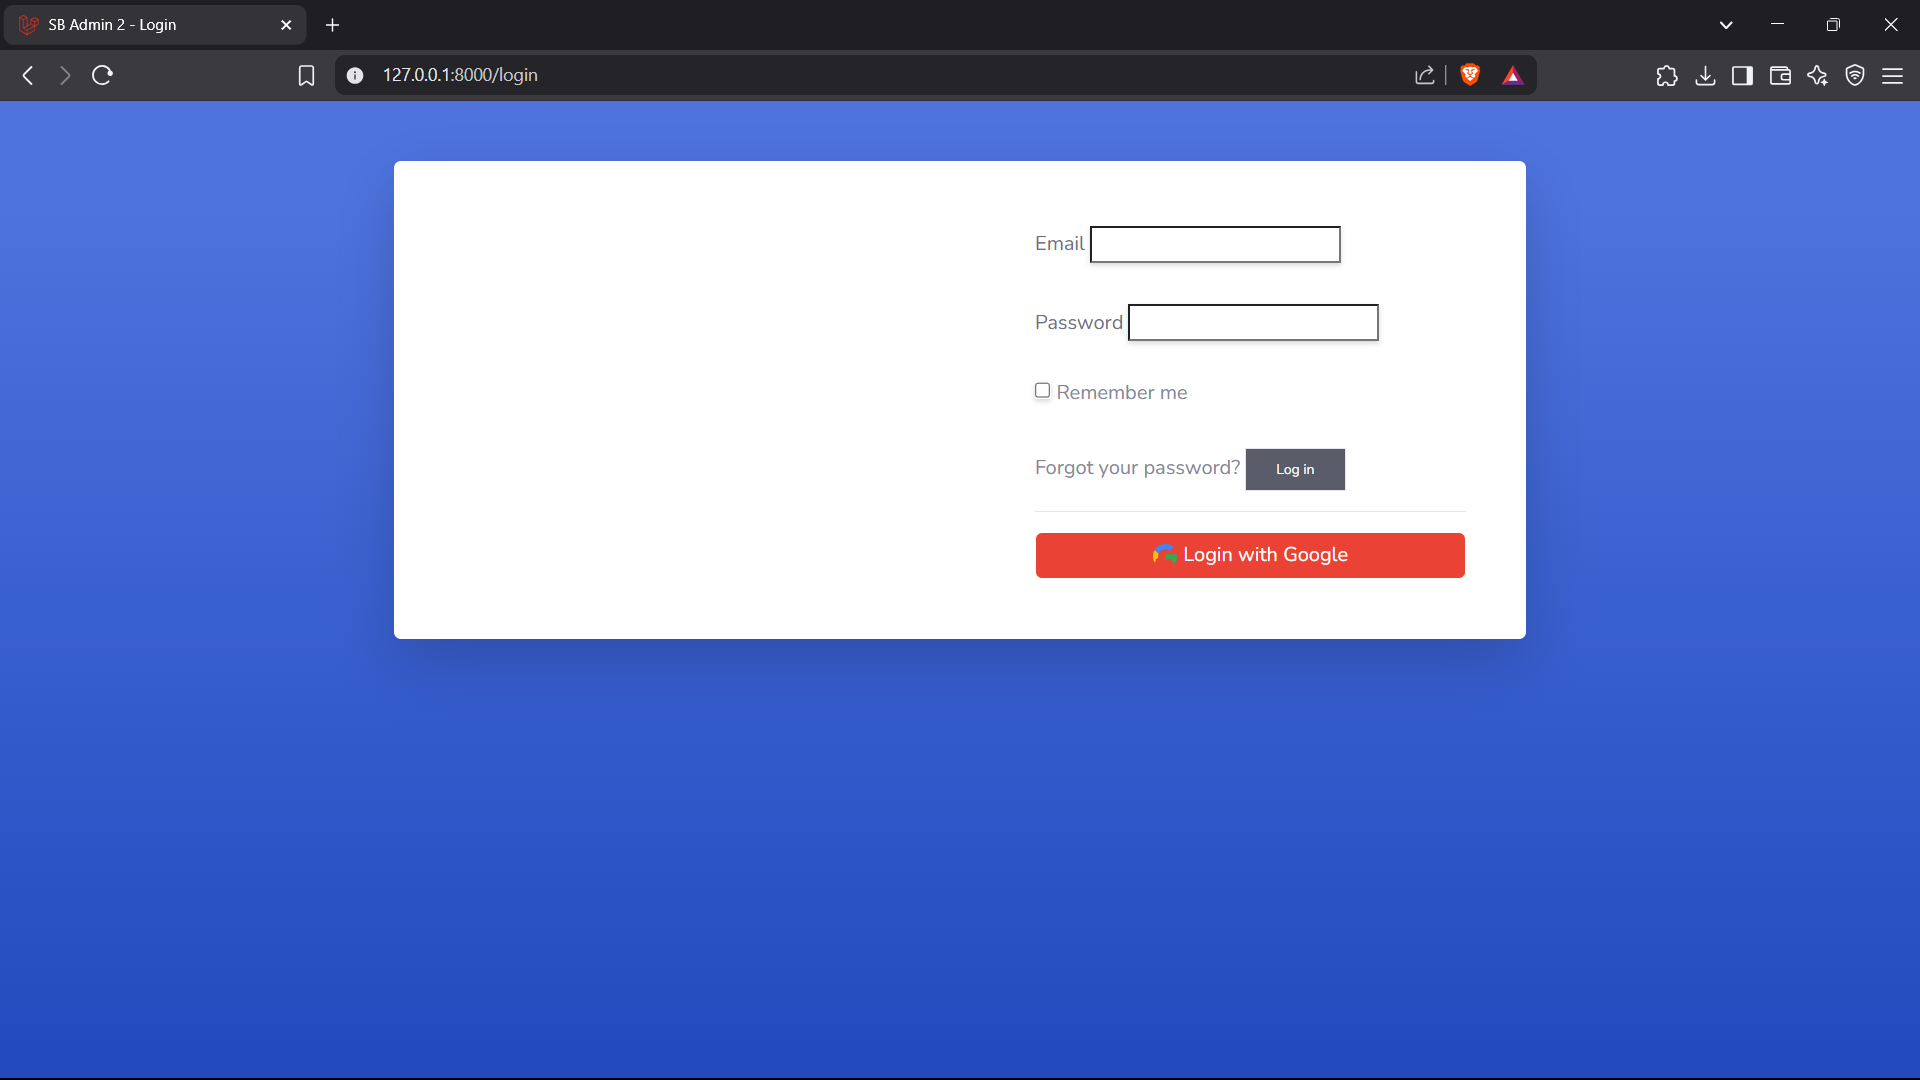 SB Admin 2 - Login
127.0.0.1:8000/login
Email
Password
Remember me
Forgot your password? Log in
Login with Google